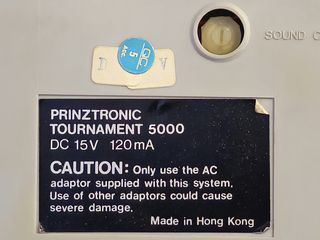 SOUND C
D QC V
5
ACC
PRINZTRONIC
TOURNAMENT 5000
DC 15V 120mA
CAUTION: Only use the AC
adaptor supplied with this system.
Use of other adaptors could cause
severe damage.
Made in Hong Kong